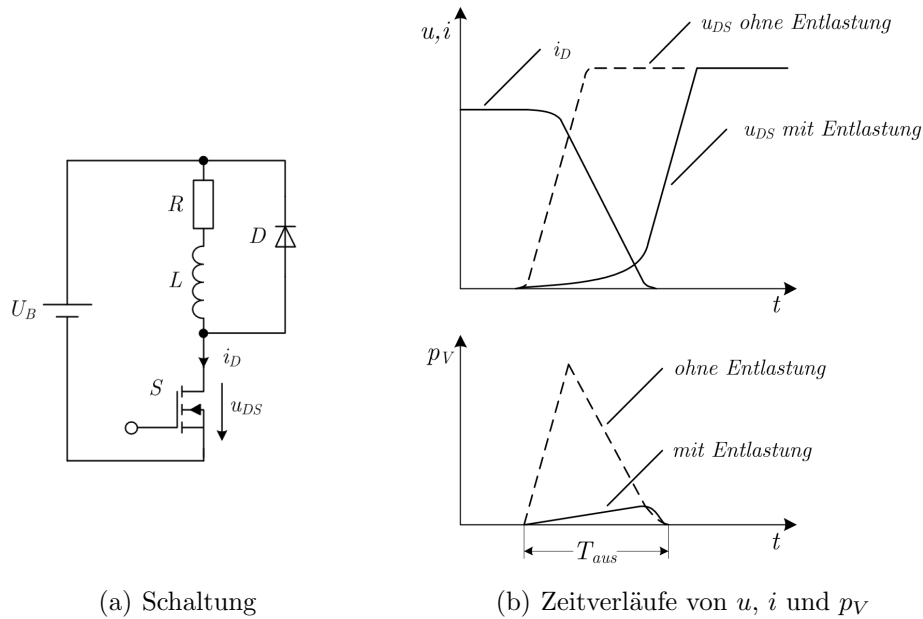 R
D
L
U_B
i_D
S
u_DS
(a) Schaltung
u, i
i_D
u_DS ohne Entlastung
u_DS mit Entlastung
t
p_V
ohne Entlastung
mit Entlastung
T_aus
t
(b) Zeitverläufe von u, i und p_V